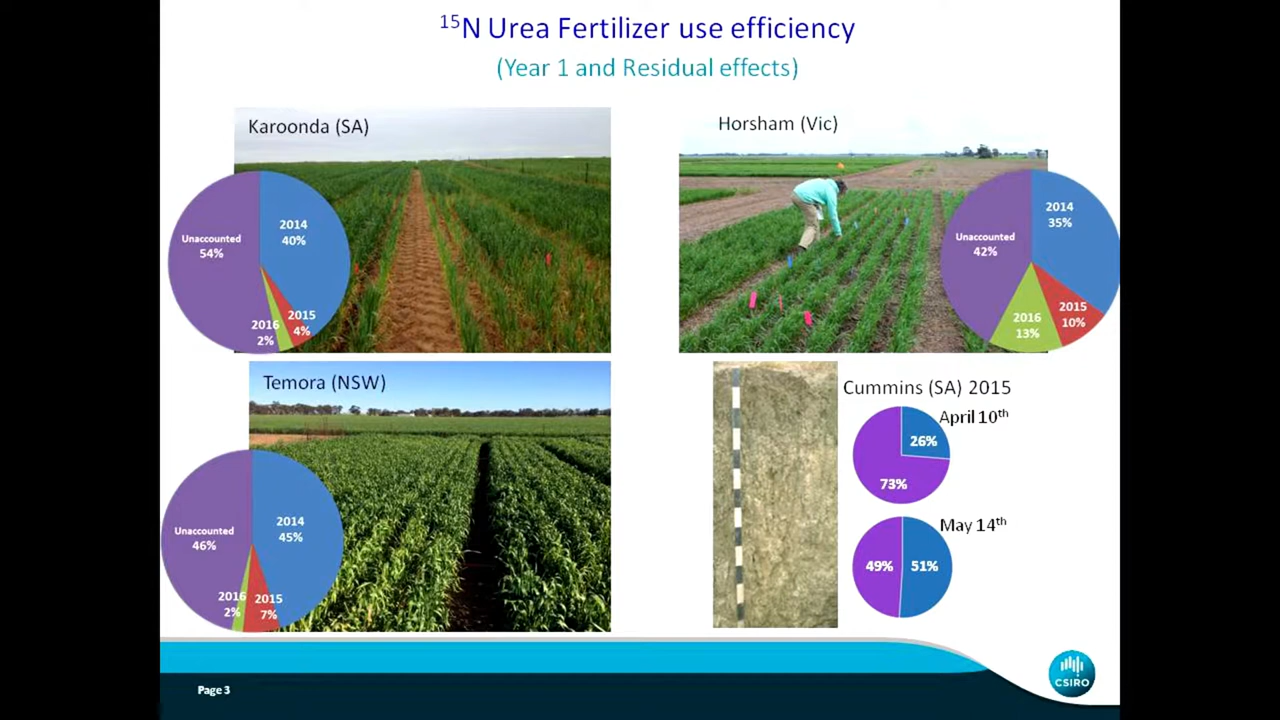 15N Urea Fertilizer use efficiency
(Year 1 and Residual effects)
Karoonda (SA)
2014
40%
Unaccounted
54%
2015
4%
2016
2%
Horsham (Vic)
2014
35%
Unaccounted
42%
2015
10%
2016
13%
Temora (NSW)
2014
45%
Unaccounted
46%
2016
2%
2015
7%
Cummins (SA) 2015
April 10th
26%
73%
May 14th
49%
51%
Page 3
CSIRO